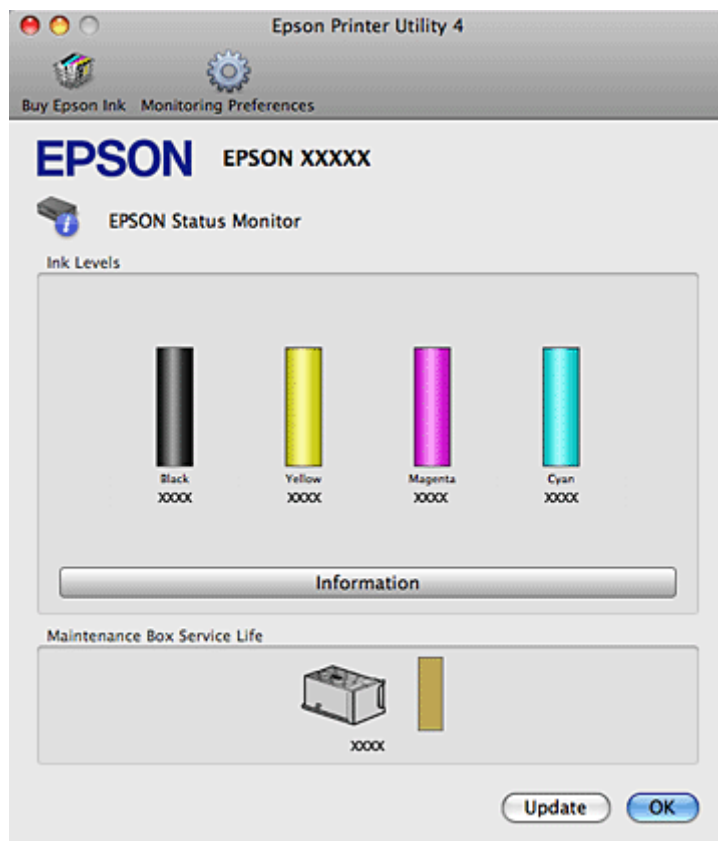 Epson Printer Utility 4
Buy Epson Ink Monitoring Preferences
EPSON EPSON XXXXX
EPSON Status Monitor
Ink Levels
Black Yellow Magenta Cyan
XXXX XXXX XXXX XXXX
Information
Maintenance Box Service Life
XXXX
Update OK